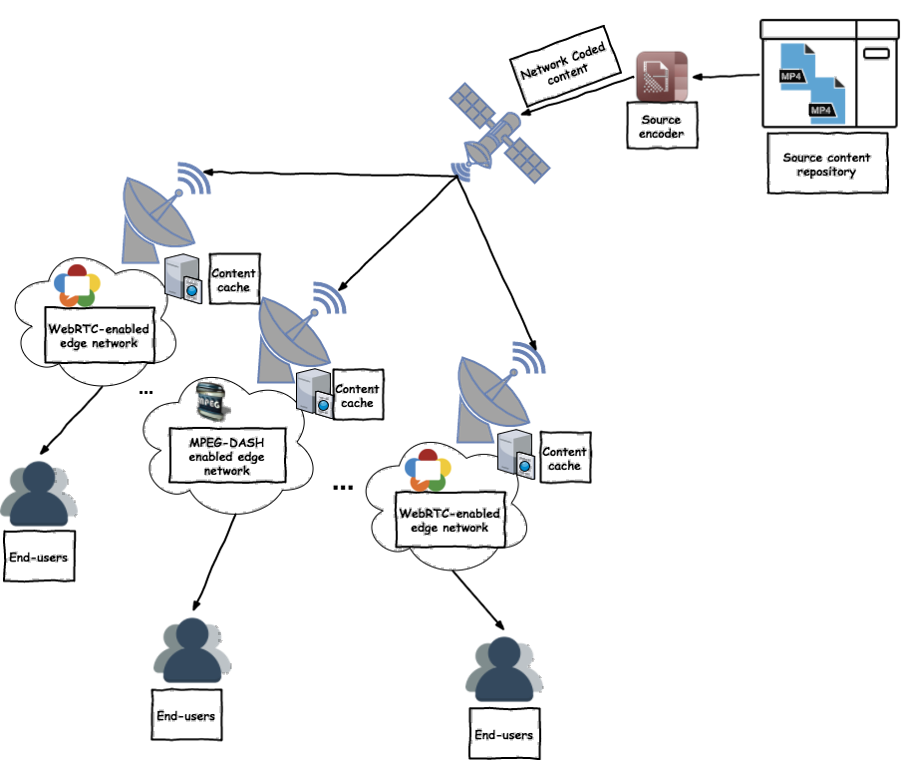 Network Coded
content
MP4
MP4
Source
encoder
Source content
repository
Content
cache
WebRTC-enabled
edge network
...
Content
cache
MPEG
MPEG-DASH
enabled edge
network
...
Content
cache
WebRTC-enabled
edge network
End-users
End-users
End-users